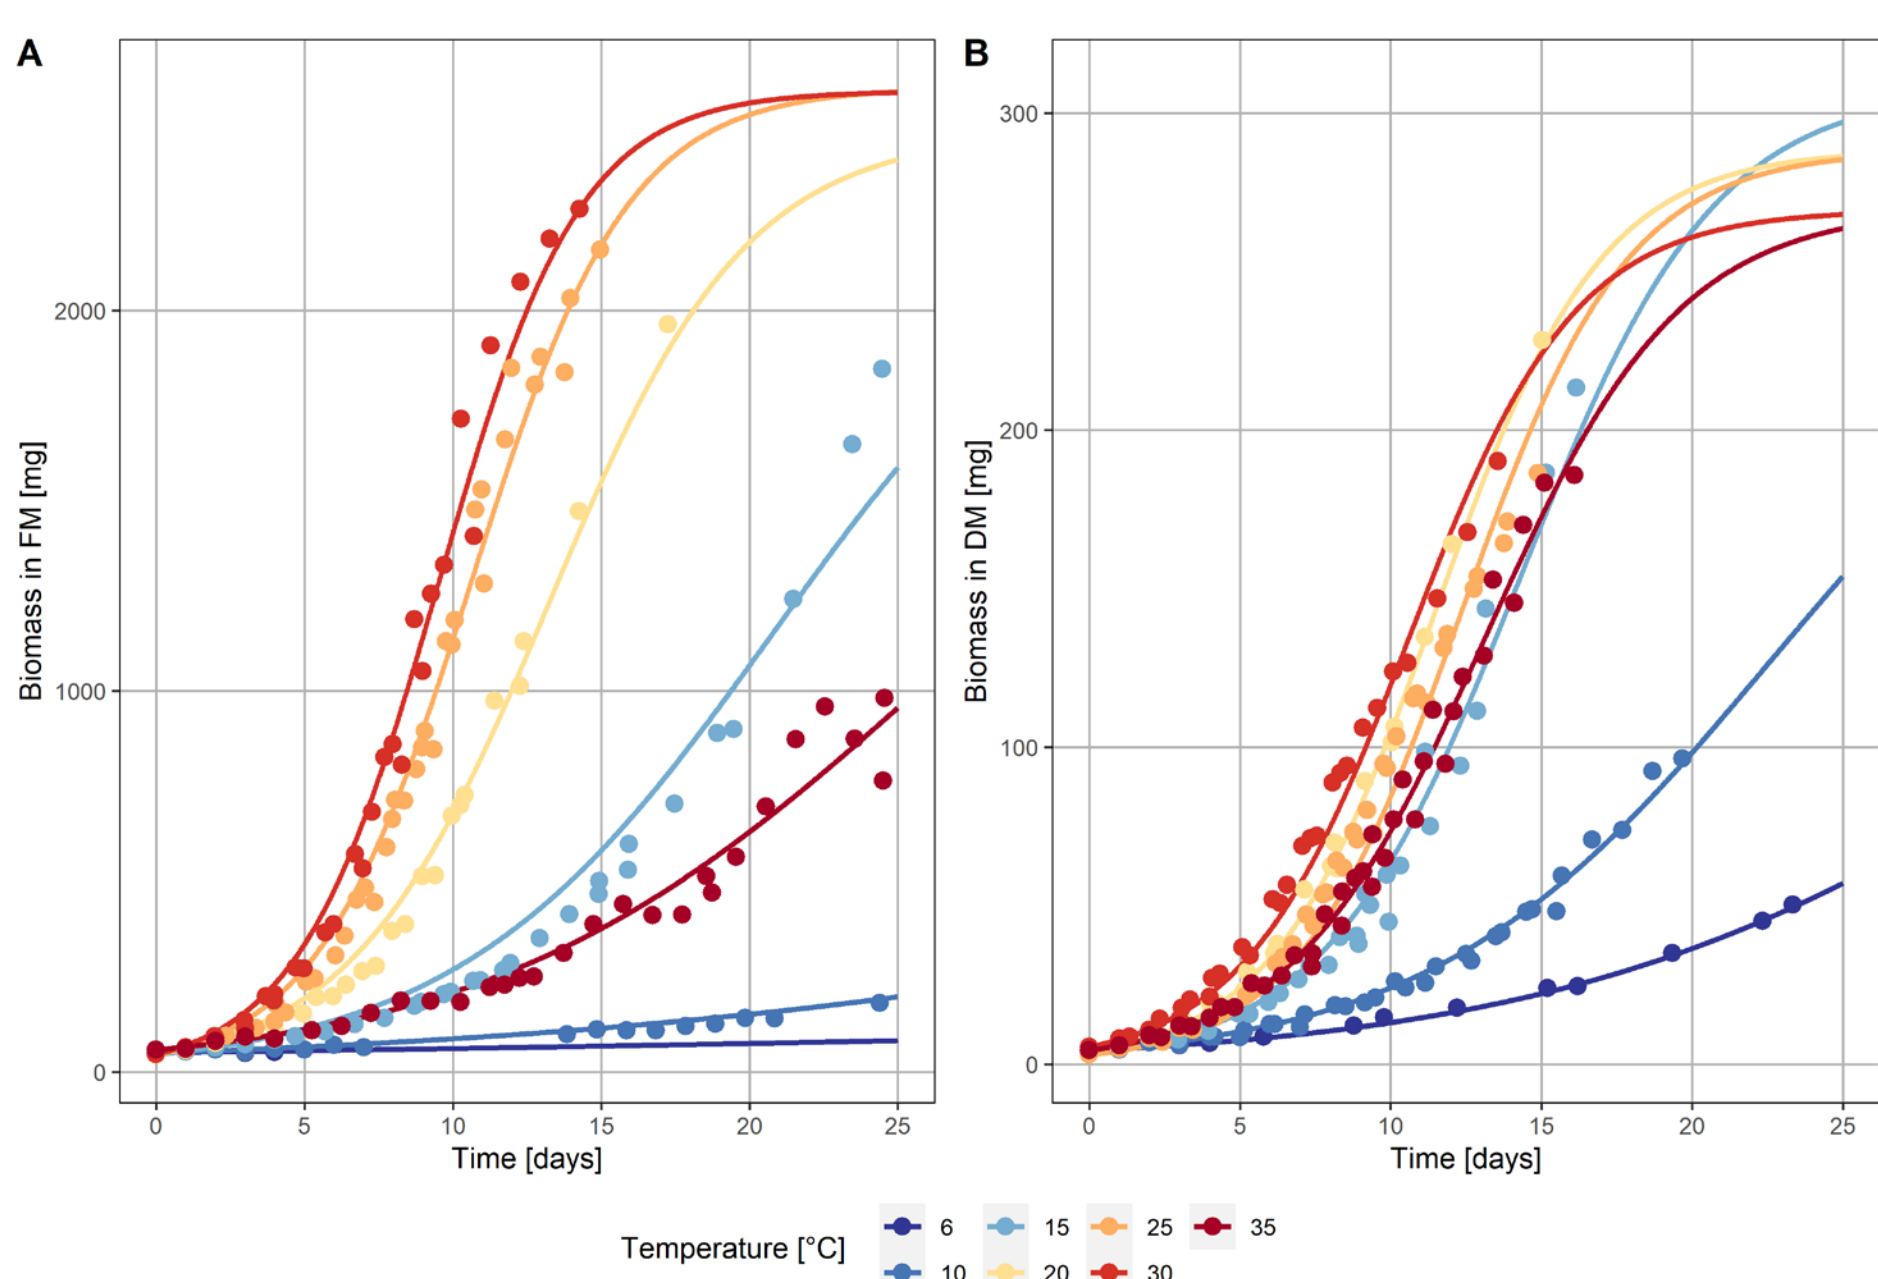 A
B
Biomass in FM [mg]
2000
1000
0
0 5 10 15 20 25
Time [days]
Biomass in DM [mg]
300
200
100
0
0 5 10 15 20 25
Time [days]
Temperature [°C]
6 15 25 35
10 20 30